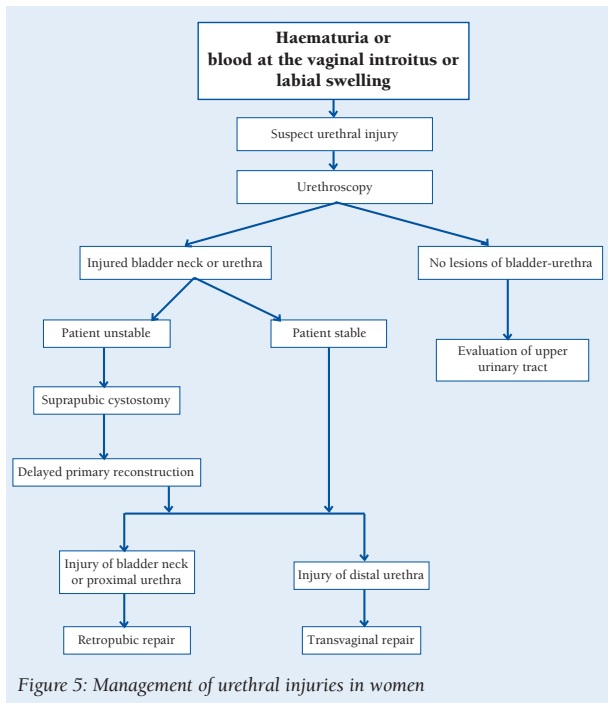 Haematuria or
blood at the vaginal introitus or
labial swelling
Suspect urethral injury
Urethroscopy
Injured bladder neck or urethra
No lesions of bladder-urethra
Patient unstable
Patient stable
Evaluation of upper
urinary tract
Suprapubic cystostomy
Delayed primary reconstruction
Injury of bladder neck
or proximal urethra
Injury of distal urethra
Retropubic repair
Transvaginal repair
Figure 5: Management of urethral injuries in women